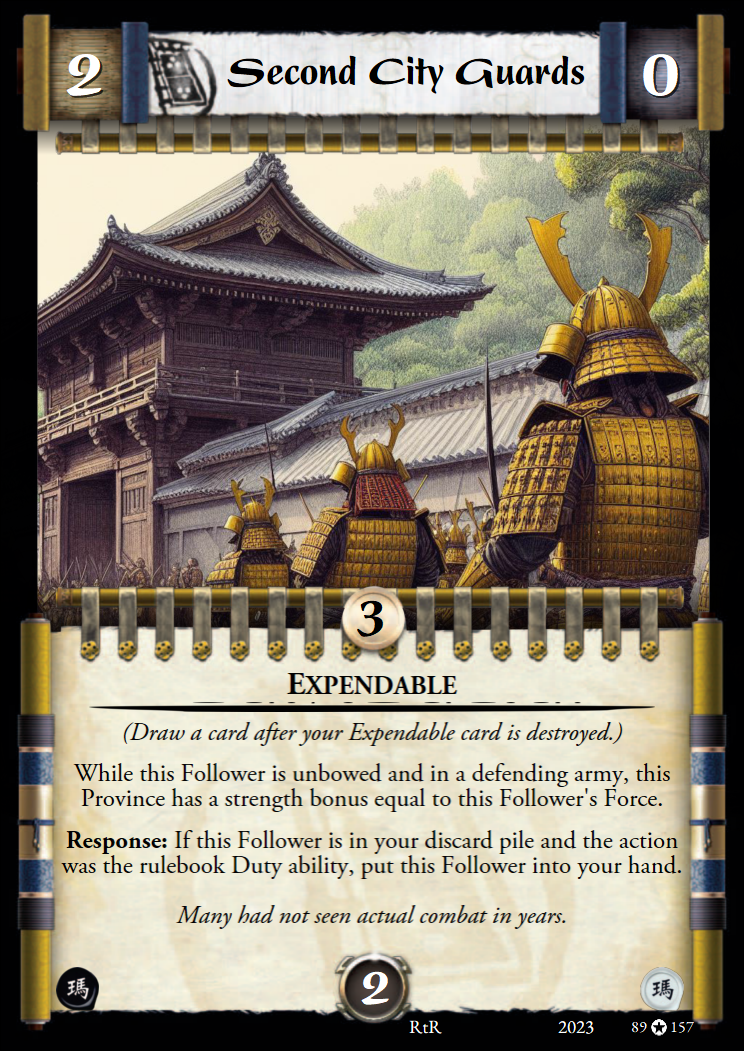 2 Second City Guards 0
3
Expendable
(Draw a card after your Expendable card is destroyed.)
While this Follower is unbowed and in a defending army, this
Province has a strength bonus equal to this Follower's Force.
Response: If this Follower is in your discard pile and the action
was the rulebook Duty ability, put this Follower into your hand.
Many had not seen actual combat in years.
瑪 2 瑪
RtR 2023 89 ✪ 157